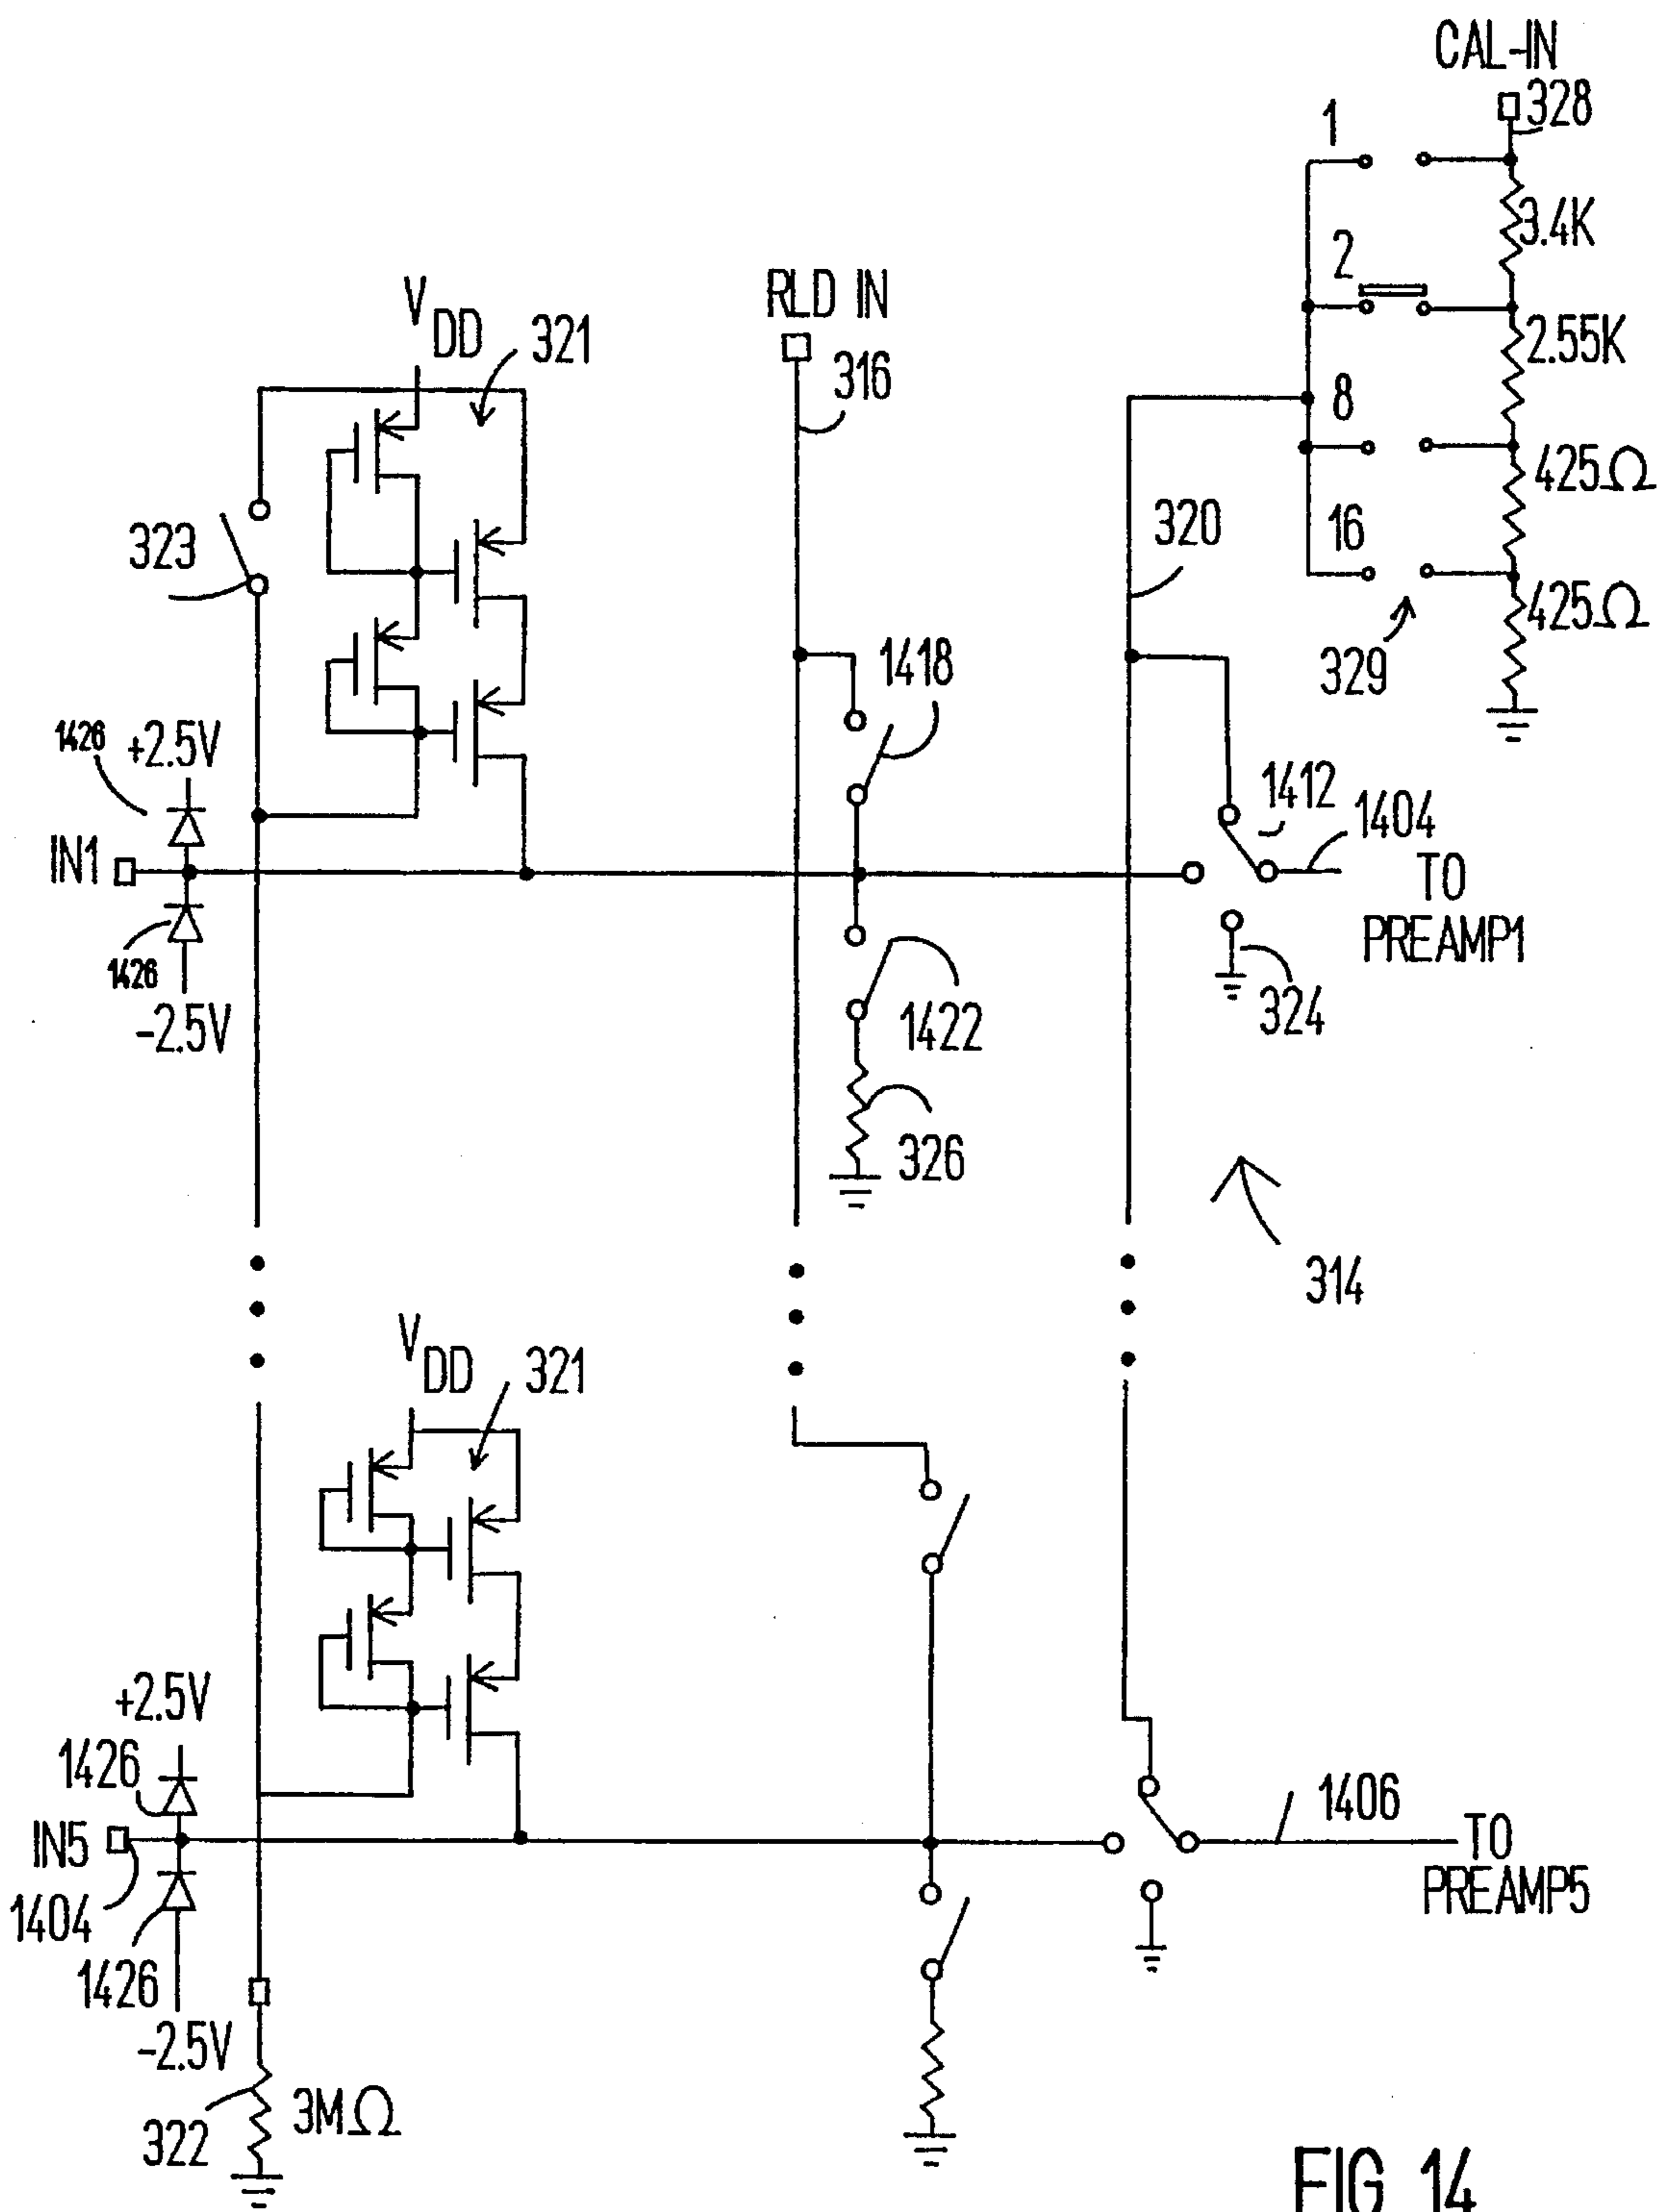 CAL-IN
328
1
3.4K
2
2.55K
8
425Ω
16
425Ω
329
V DD
321
RLD IN
316
320
323
1418
1426
+2.5V
IN1
1426
-2.5V
1412
1404
TO
PREAMP1
324
1422
326
314
V DD
321
+2.5V
1426
IN5
1404
1426
-2.5V
322
3MΩ
1406
TO
PREAMP5
FIG 14